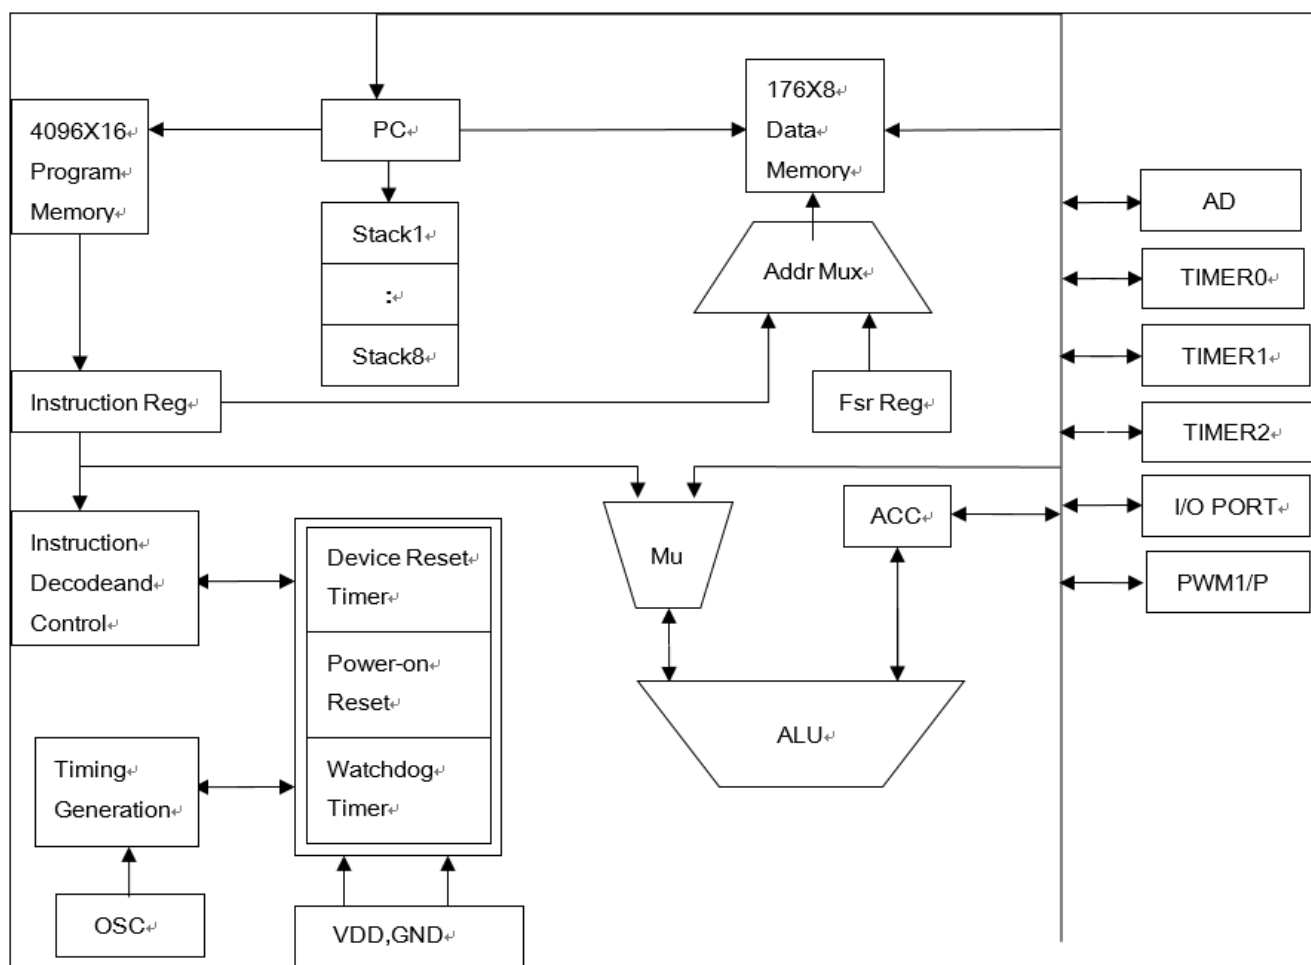 4096X16
Program
Memory
PC
Stack1
:
Stack8
176X8
Data
Memory
Addr Mux
Instruction Reg
Fsr Reg
AD
TIMER0
TIMER1
TIMER2
I/O PORT
PWM1/P
Instruction
Decodeand
Control
Device Reset
Timer
Power-on
Reset
Watchdog
Timer
Mu
ACC
ALU
Timing
Generation
OSC
VDD,GND